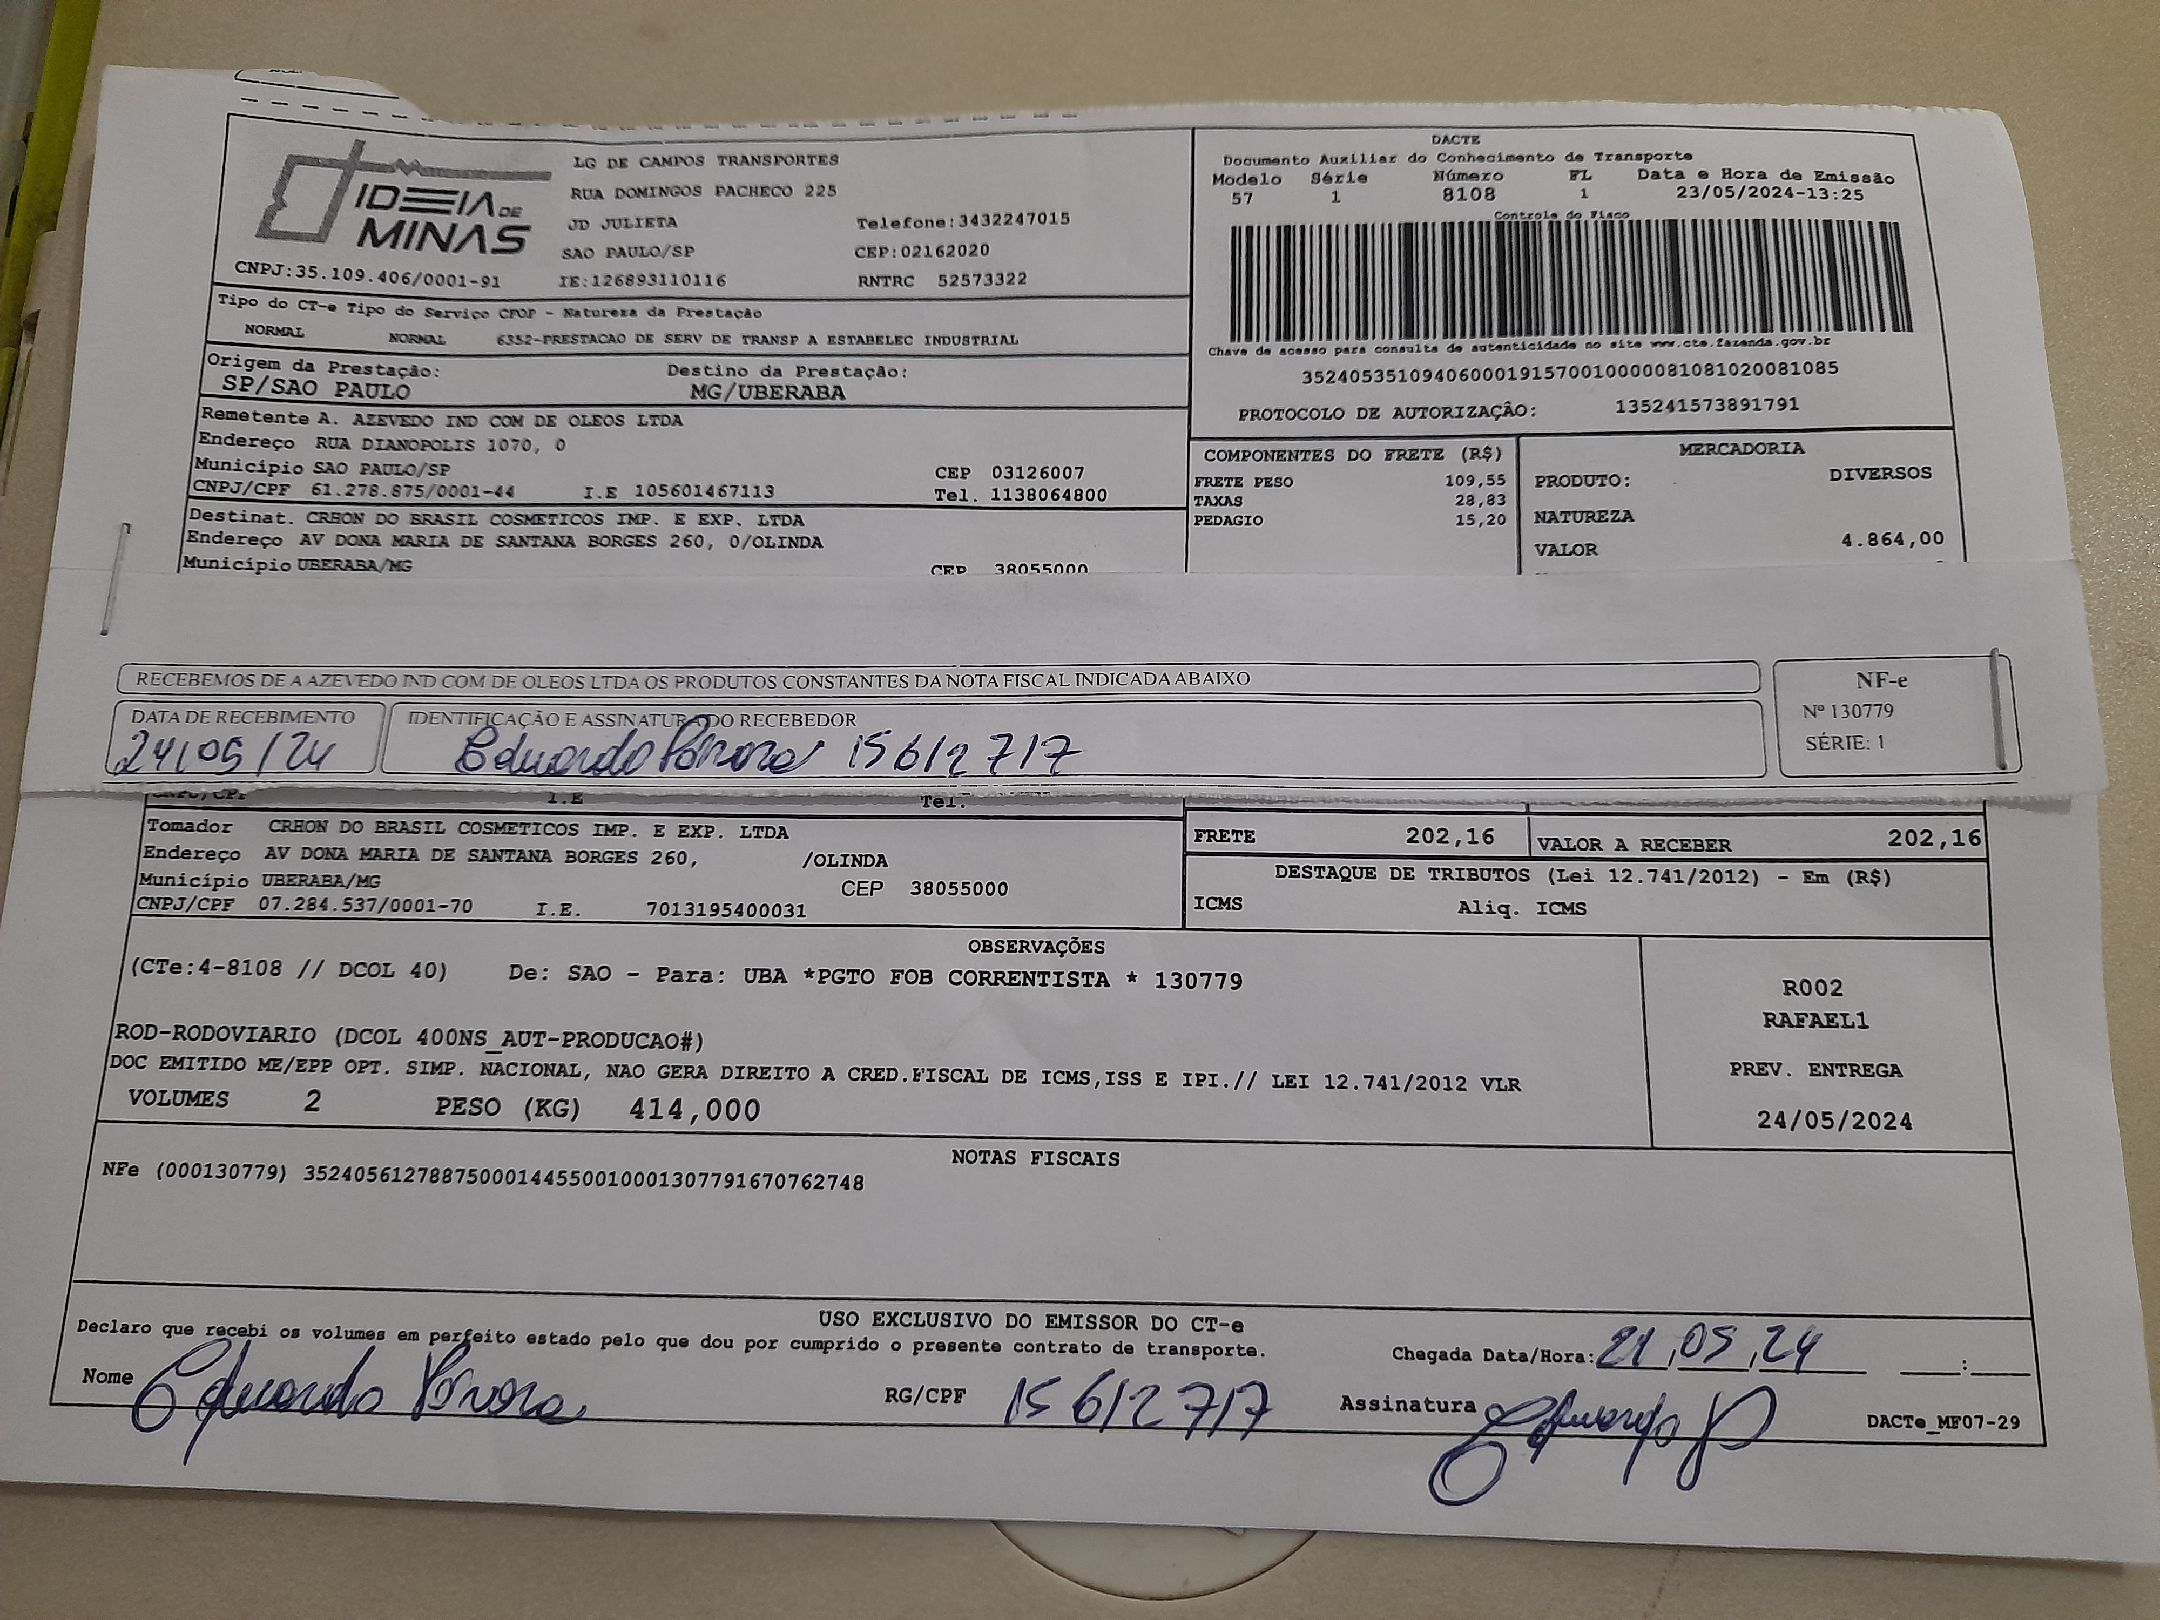 IDEIA DE MINAS
LG DE CAMPOS TRANSPORTES
RUA DOMINGOS PACHECO 225
JD JULIETA Telefone:3432247015
SAO PAULO/SP CEP:02162020
CNPJ:35.109.406/0001-91 IE:126893110116 RNTRC 52573322
DACTE
Documento Auxiliar do Conhecimento de Transporte
Modelo Série Número FL Data e Hora de Emissão
57 1 8108 1 23/05/2024-13:25
Controle do Fisco
Chave de acesso para consulta de autenticidade no site www.cte.fazenda.gov.br
35240535109406000191570010000081081020081085
PROTOCOLO DE AUTORIZAÇÃO: 135241573891791
Tipo do CT-e Tipo do Serviço CFOP - Natureza da Prestação
NORMAL NORMAL 6352-PRESTACAO DE SERV DE TRANSP A ESTABELEC INDUSTRIAL
Origem da Prestação: Destino da Prestação:
SP/SAO PAULO MG/UBERABA
Remetente A. AZEVEDO IND COM DE OLEOS LTDA
Endereço RUA DIANOPOLIS 1070, 0
Município SAO PAULO/SP CEP 03126007
CNPJ/CPF 61.278.875/0001-44 I.E 105601467113 Tel. 1138064800
Destinat. CRHON DO BRASIL COSMETICOS IMP. E EXP. LTDA
Endereço AV DONA MARIA DE SANTANA BORGES 260, 0/OLINDA
Município UBERABA/MG CEP 38055000
COMPONENTES DO FRETE (R$)
FRETE PESO 109,55
TAXAS 28,83
PEDAGIO 15,20
MERCADORIA
PRODUTO: DIVERSOS
NATUREZA
VALOR 4.864,00
RECEBEMOS DE A AZEVEDO IND COM DE OLEOS LTDA OS PRODUTOS CONSTANTES DA NOTA FISCAL INDICADA ABAIXO
DATA DE RECEBIMENTO IDENTIFICAÇÃO E ASSINATURA DO RECEBEDOR
24/05/24 Eduardo 15612717
NF-e
Nº 130779
SÉRIE: 1
CNPJ/CPF I.E Tel.
Tomador CRHON DO BRASIL COSMETICOS IMP. E EXP. LTDA
Endereço AV DONA MARIA DE SANTANA BORGES 260, /OLINDA
Município UBERABA/MG CEP 38055000
CNPJ/CPF 07.284.537/0001-70 I.E. 7013195400031
FRETE 202,16 VALOR A RECEBER 202,16
DESTAQUE DE TRIBUTOS (Lei 12.741/2012) - Em (R$)
ICMS Aliq. ICMS
OBSERVAÇÕES
(CTe:4-8108 // DCOL 40) De: SAO - Para: UBA *PGTO FOB CORRENTISTA * 130779
ROD-RODOVIARIO (DCOL 400NS_AUT-PRODUCAO#)
DOC EMITIDO ME/EPP OPT. SIMP. NACIONAL, NAO GERA DIREITO A CRED.FISCAL DE ICMS,ISS E IPI.// LEI 12.741/2012 VLR
VOLUMES 2 PESO (KG) 414,000
R002
RAFAEL1
PREV. ENTREGA
24/05/2024
NOTAS FISCAIS
NFe (000130779) 35240561278875000144550010001307791670762748
USO EXCLUSIVO DO EMISSOR DO CT-e
Declaro que recebi os volumes em perfeito estado pelo que dou por cumprido o presente contrato de transporte.
Chegada Data/Hora: 24,05,24 :
Nome Eduardo RG/CPF 15612717 Assinatura Eduardo P
DACTe_MF07-29